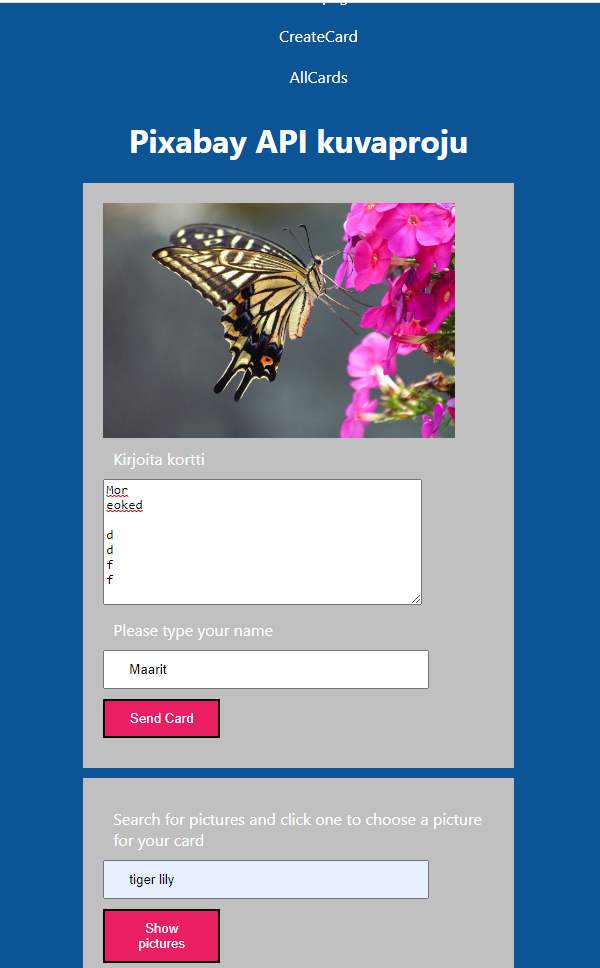 CreateCard
AllCards
Pixabay API kuvaproju
Kirjoita kortti
Mor
eoked
d
d
f
f
Please type your name
Maarit
Send Card
Search for pictures and click one to choose a picture
for your card
tiger lily
Show
pictures